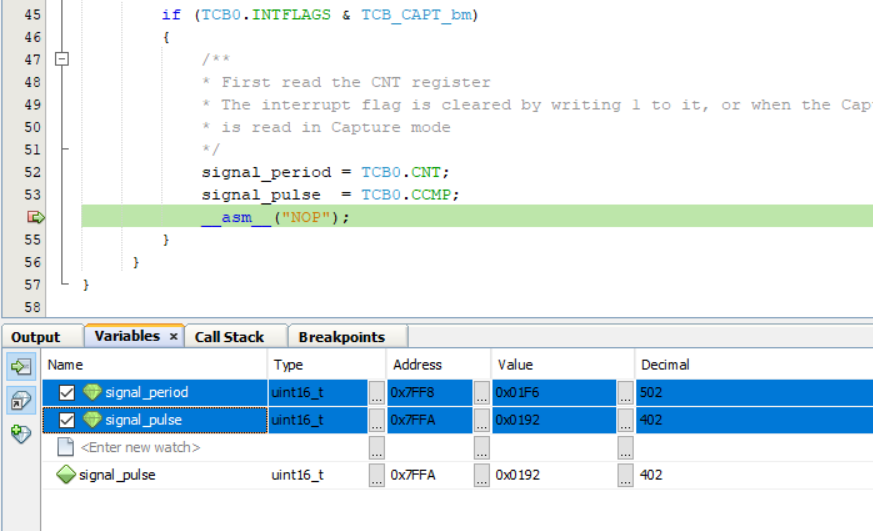 45 if (TCB0.INTFLAGS & TCB_CAPT_bm)
46 {
47 /**
48 * First read the CNT register
49 * The interrupt flag is cleared by writing 1 to it, or when the Cap
50 * is read in Capture mode
51 */
52 signal_period = TCB0.CNT;
53 signal_pulse  = TCB0.CCMP;
__asm__("NOP");
55 }
56 }
57 }
58
Output Variables × Call Stack Breakpoints
Name Type Address Value Decimal
signal_period uint16_t ... 0x7FF8 ... 0x01F6 ... 502
signal_pulse uint16_t ... 0x7FFA ... 0x0192 ... 402
<Enter new watch> ... ... ...
signal_pulse uint16_t ... 0x7FFA ... 0x0192 ... 402